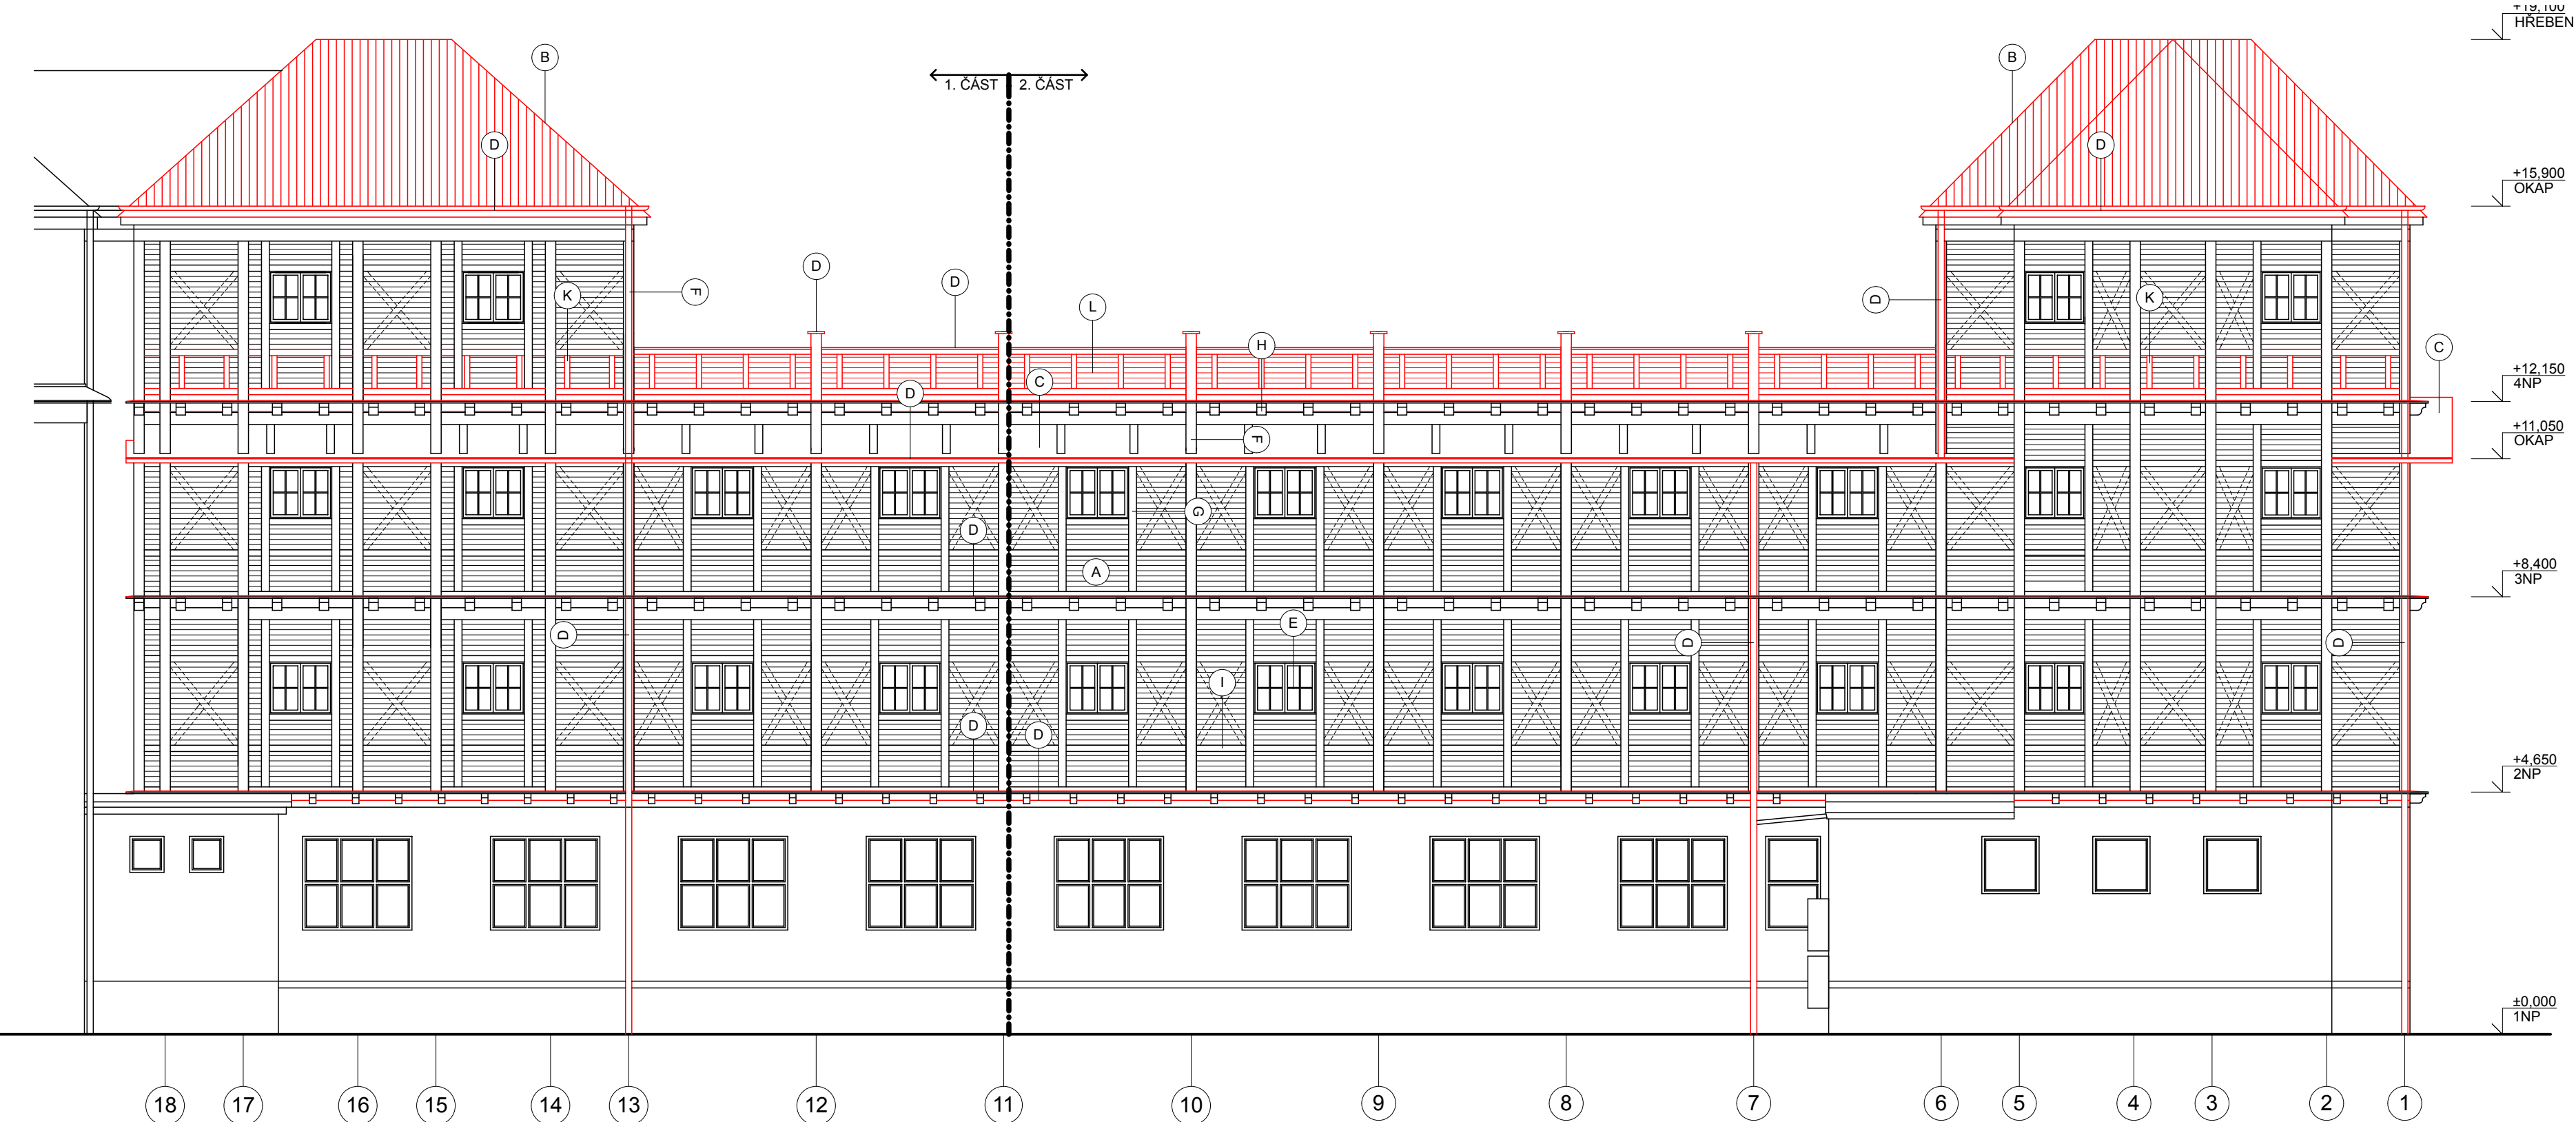 +19,100
HŘEBEN
B
B
1. ČÁST
2. ČÁST
D
D
+15,900
OKAP
D
D
F
K
L
D
K
H
C
C
D
+12,150
4NP
F
+11,050
OKAP
G
D
A
+8,400
3NP
E
D
D
D
I
D
D
+4,650
2NP
±0,000
1NP
18
17
16
15
14
13
12
11
10
9
8
7
6
5
4
3
2
1